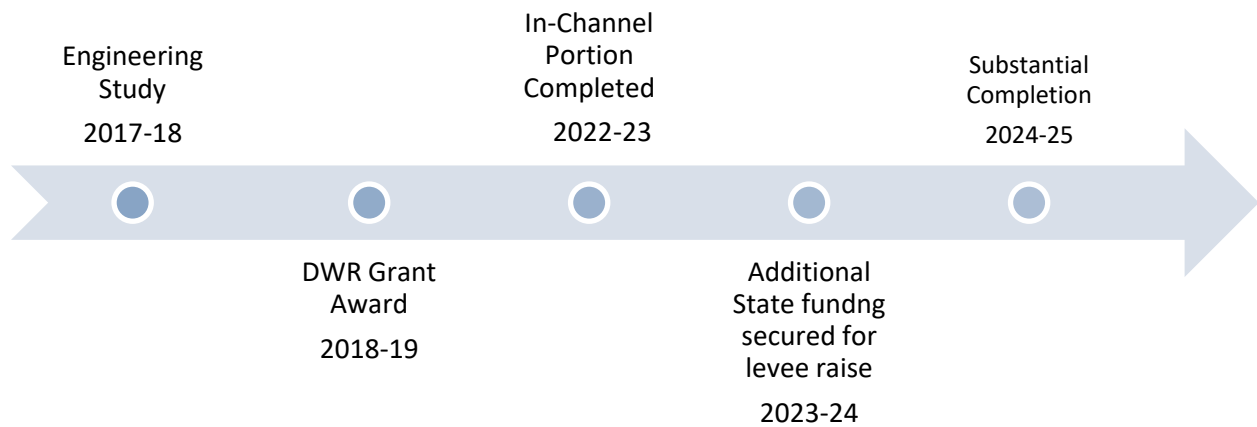 Engineering
Study
2017-18
DWR Grant
Award
2018-19
In-Channel
Portion
Completed
2022-23
Additional
State fundng
secured for
levee raise
2023-24
Substantial
Completion
2024-25